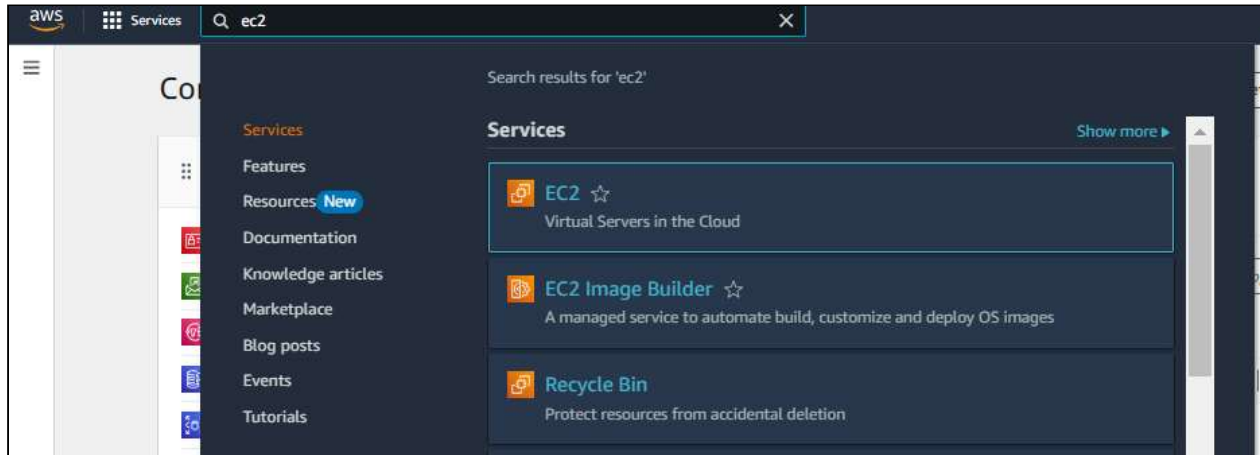 aws
Services
ec2
Search results for 'ec2'
Services
Features
Resources New
Documentation
Knowledge articles
Marketplace
Blog posts
Events
Tutorials
Services
Show more
EC2
Virtual Servers in the Cloud
EC2 Image Builder
A managed service to automate build, customize and deploy OS images
Recycle Bin
Protect resources from accidental deletion